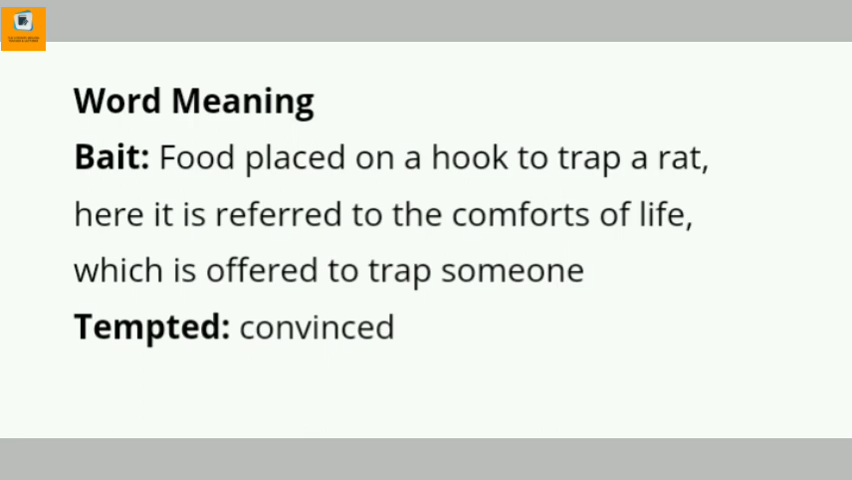 Word Meaning
Bait: Food placed on a hook to trap a rat,
here it is referred to the comforts of life,
which is offered to trap someone
Tempted: convinced